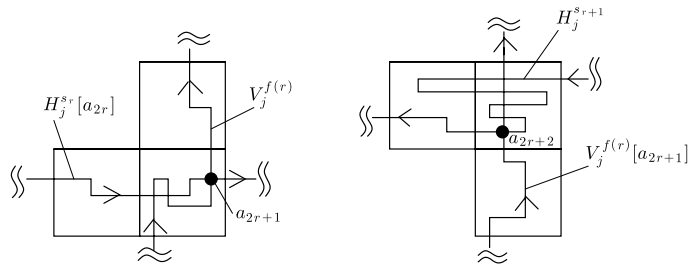 H_j^{s_r}[a_{2r}]
V_j^{f(r)}
a_{2r+1}
H_j^{s_{r+1}}
a_{2r+2}
V_j^{f(r)}[a_{2r+1}]